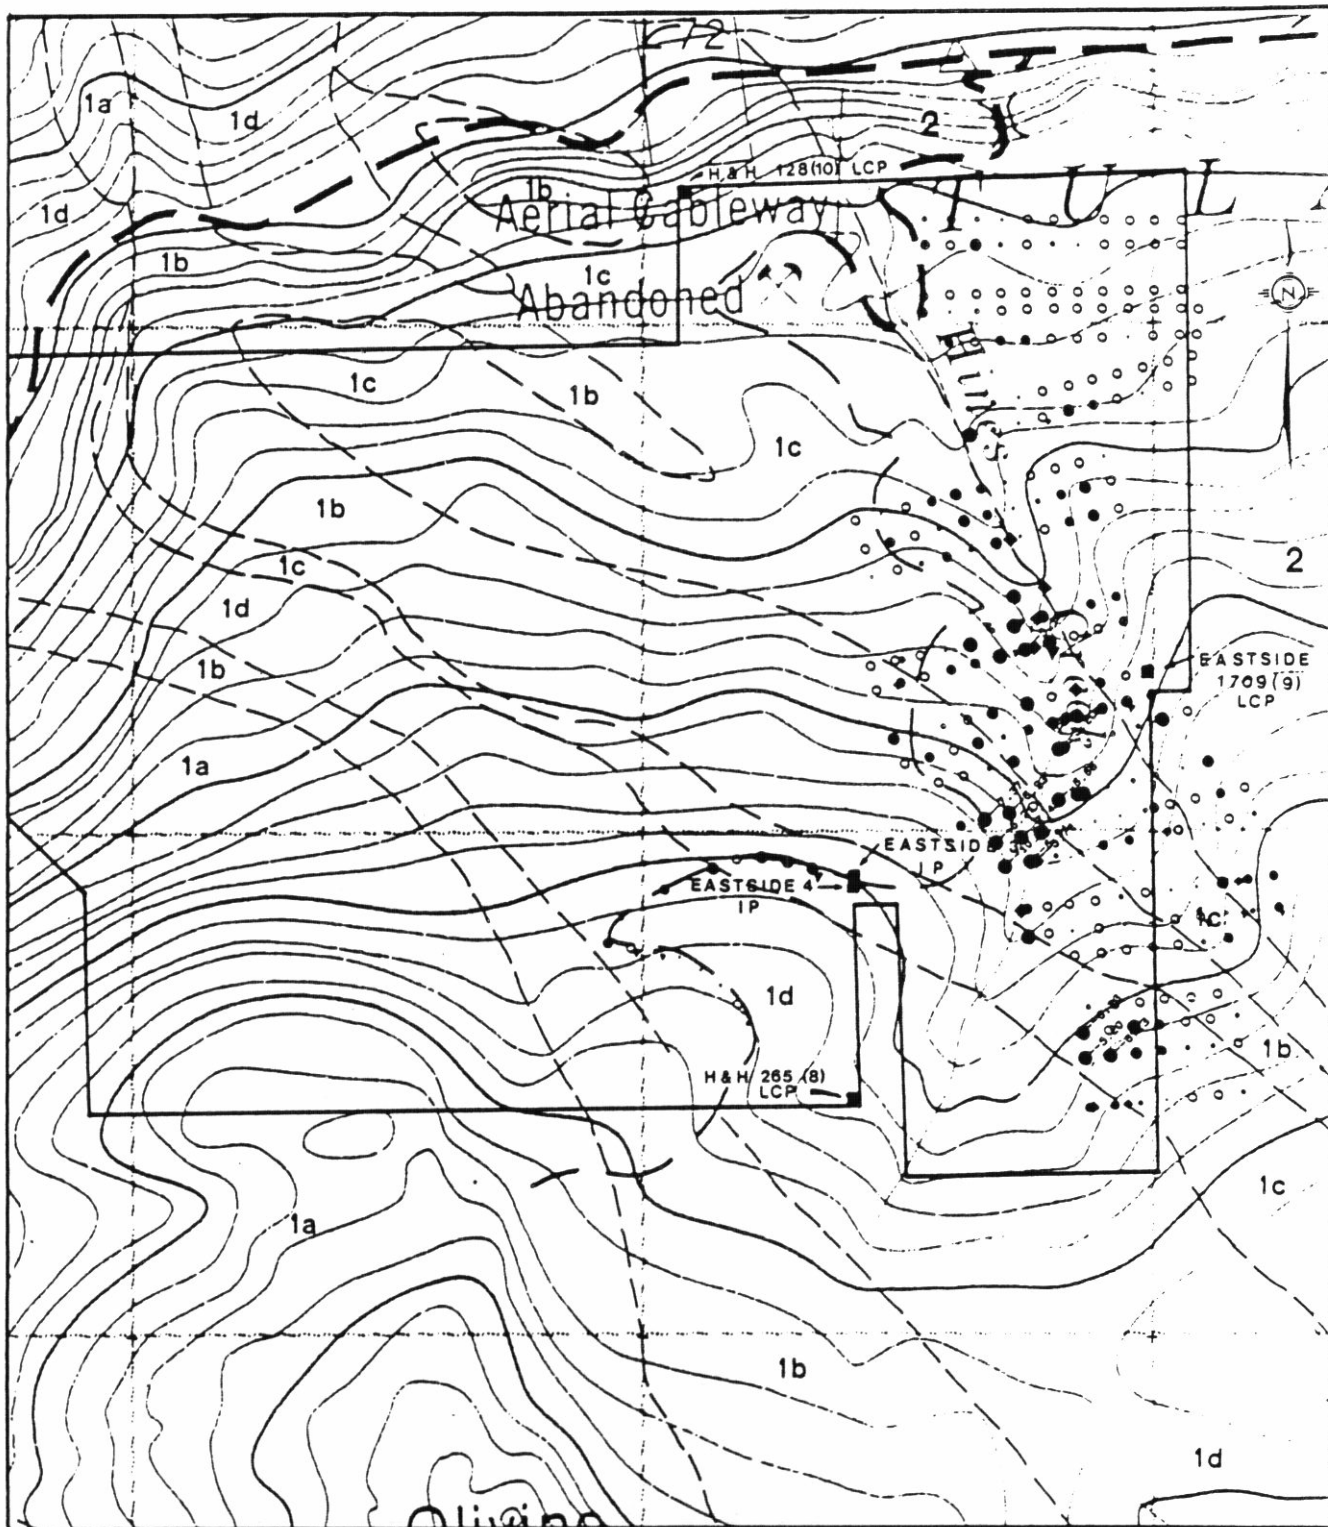 72
1a
1d
2
H & H 128(10) LCP
1b
1d
T U L
Aerial Cableway
1b
1c
Abandoned
N
1c
1b
1c
1b
2
1c
1d
1b
EASTSIDE
1709(9)
LCP
1a
EASTSIDE 3
IP
EASTSIDE 4
IP
1c
1d
1b
H & H 265 (8)
LCP
1c
1a
1b
1d
Olivine